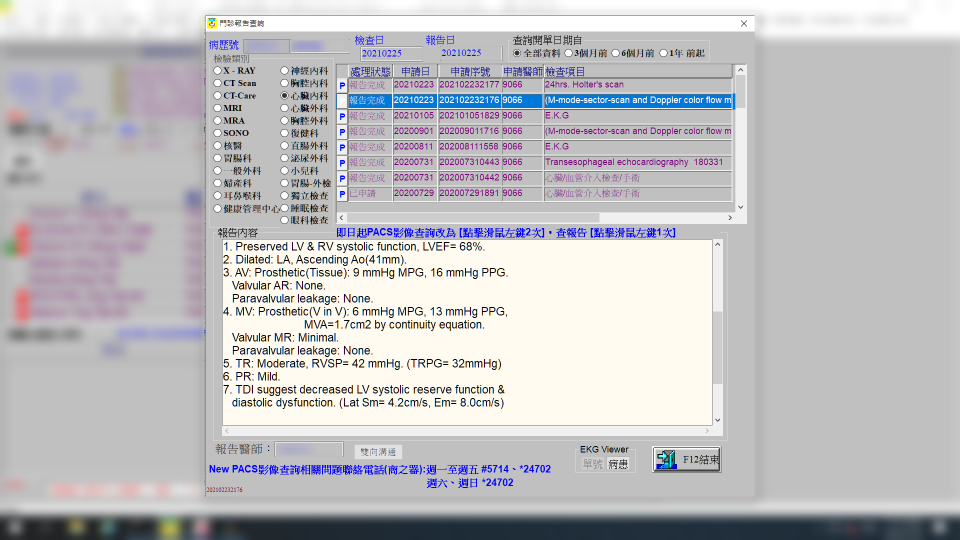 門診報告查詢
病歷號
檢查日
20210225
報告日
20210225
查詢開單日期自
全部資料 3個月前 6個月前 1年 前起
檢驗類別
X - RAY 神經內科
CT Scan 胸腔內科
CT-Care 心臟內科
MRI 心臟外科
MRA 胸腔外科
SONO 復健科
核醫 直腸外科
胃腸科 泌尿外科
一般外科 小兒科
婦產科 胃腸-外檢
耳鼻喉科 獨立檢查
健康管理中心 睡眠檢查
眼科檢查
處理狀態 申請日 申請序號 申請醫師 檢查項目
P 報告完成 20210223 202102232177 9066 24hrs. Holter's scan
報告完成 20210223 202102232176 9066 (M-mode-sector-scan and Doppler color flow m
P 報告完成 20210105 202101051829 9066 E.K.G
P 報告完成 20200901 202009011716 9066 (M-mode-sector-scan and Doppler color flow m
P 報告完成 20200811 202008111558 9066 E.K.G
P 報告完成 20200731 202007310443 9066 Transesophageal echocardiography 180331
P 報告完成 20200731 202007310442 9066 心臟/血管介入檢查/手術
P 已申請 20200729 202007291891 9066 心臟/血管介入檢查/手術
報告內容
即日起PACS影像查詢改為 [點擊滑鼠左鍵2次]，查報告 [點擊滑鼠左鍵1次]
1. Preserved LV & RV systolic function, LVEF= 68%.
2. Dilated: LA, Ascending Ao(41mm).
3. AV: Prosthetic(Tissue): 9 mmHg MPG, 16 mmHg PPG.
Valvular AR: None.
Paravalvular leakage: None.
4. MV: Prosthetic(V in V): 6 mmHg MPG, 13 mmHg PPG,
MVA=1.7cm2 by continuity equation.
Valvular MR: Minimal.
Paravalvular leakage: None.
5. TR: Moderate, RVSP= 42 mmHg. (TRPG= 32mmHg)
6. PR: Mild.
7. TDI suggest decreased LV systolic reserve function &
diastolic dysfunction. (Lat Sm= 4.2cm/s, Em= 8.0cm/s)
報告醫師：
雙向溝通
EKG Viewer
單號 病患
F12結束
New PACS影像查詢相關問題聯絡電話(商之器):週一至週五 #5714、*24702
週六、週日 *24702
202102232176